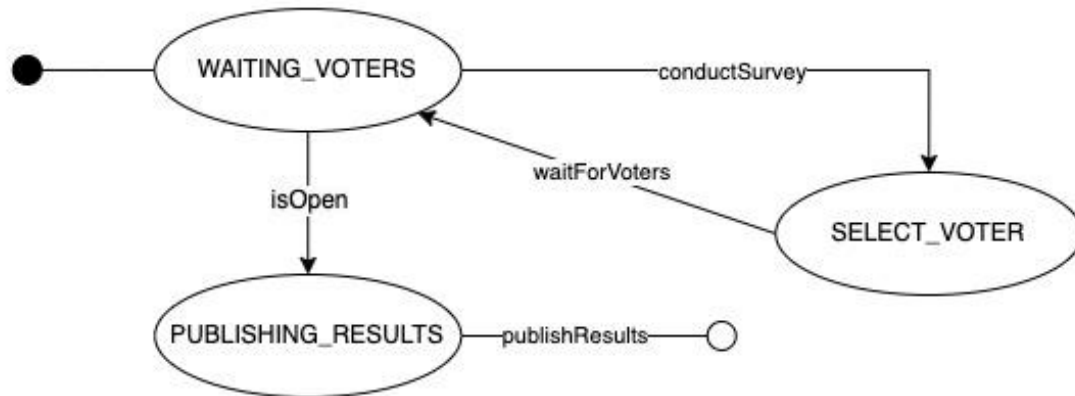 WAITING_VOTERS
conductSurvey
waitForVoters
isOpen
SELECT_VOTER
PUBLISHING_RESULTS
publishResults